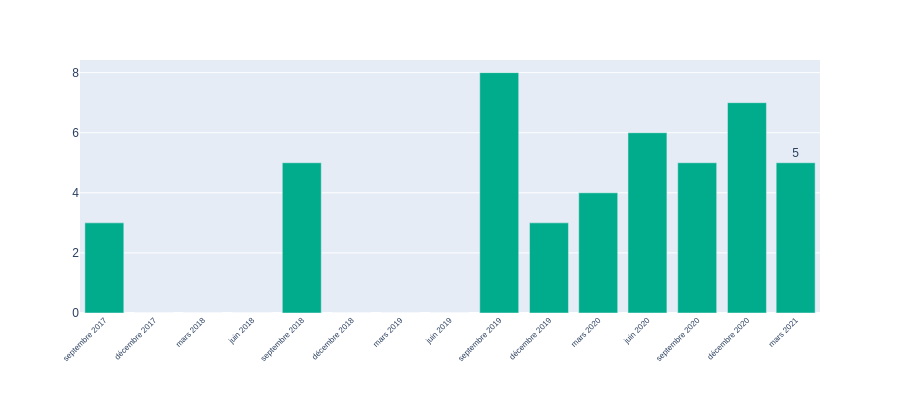 8
6
4
2
0
5
septembre 2017
décembre 2017
mars 2018
juin 2018
septembre 2018
décembre 2018
mars 2019
juin 2019
septembre 2019
décembre 2019
mars 2020
juin 2020
septembre 2020
décembre 2020
mars 2021